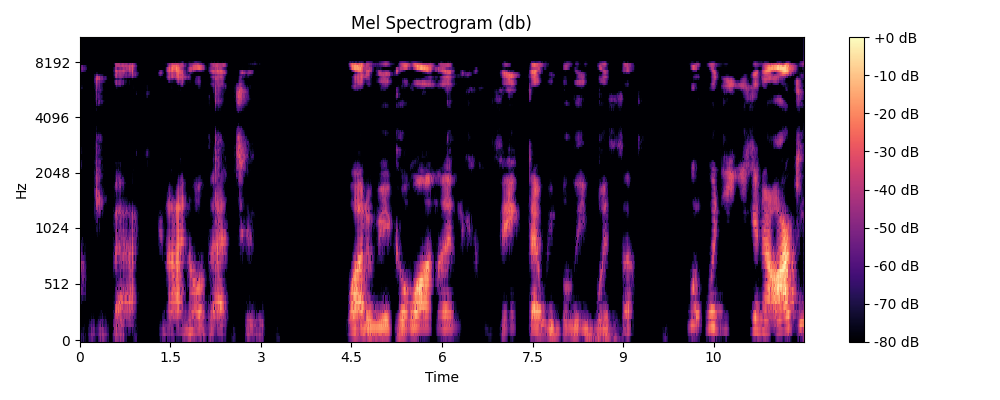 Mel Spectrogram (db)
8192
4096
2048
1024
512
0
Hz
0 1.5 3 4.5 6 7.5 9 10
Time
+0 dB
-10 dB
-20 dB
-30 dB
-40 dB
-50 dB
-60 dB
-70 dB
-80 dB